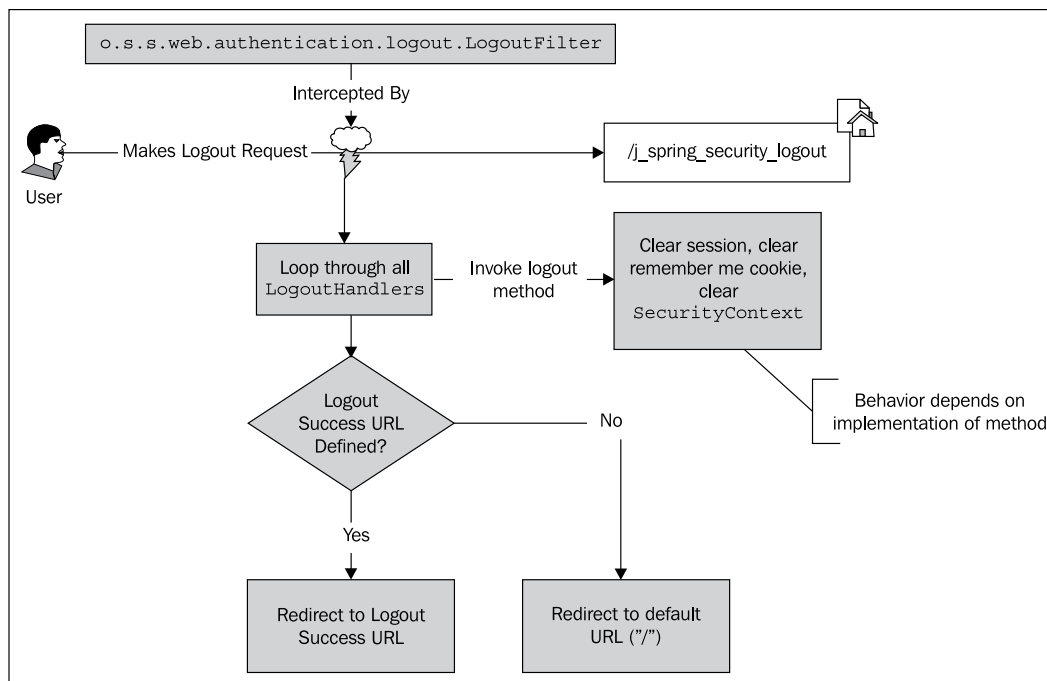 o.s.s.web.authentication.logout.LogoutFilter
Intercepted By
Makes Logout Request
/j_spring_security_logout
User
Loop through all
LogoutHandlers
Invoke logout
method
Clear session, clear
remember me cookie,
clear
SecurityContext
Behavior depends on
implementation of method
Logout
Success URL
Defined?
No
Yes
Redirect to Logout
Success URL
Redirect to default
URL ("/")